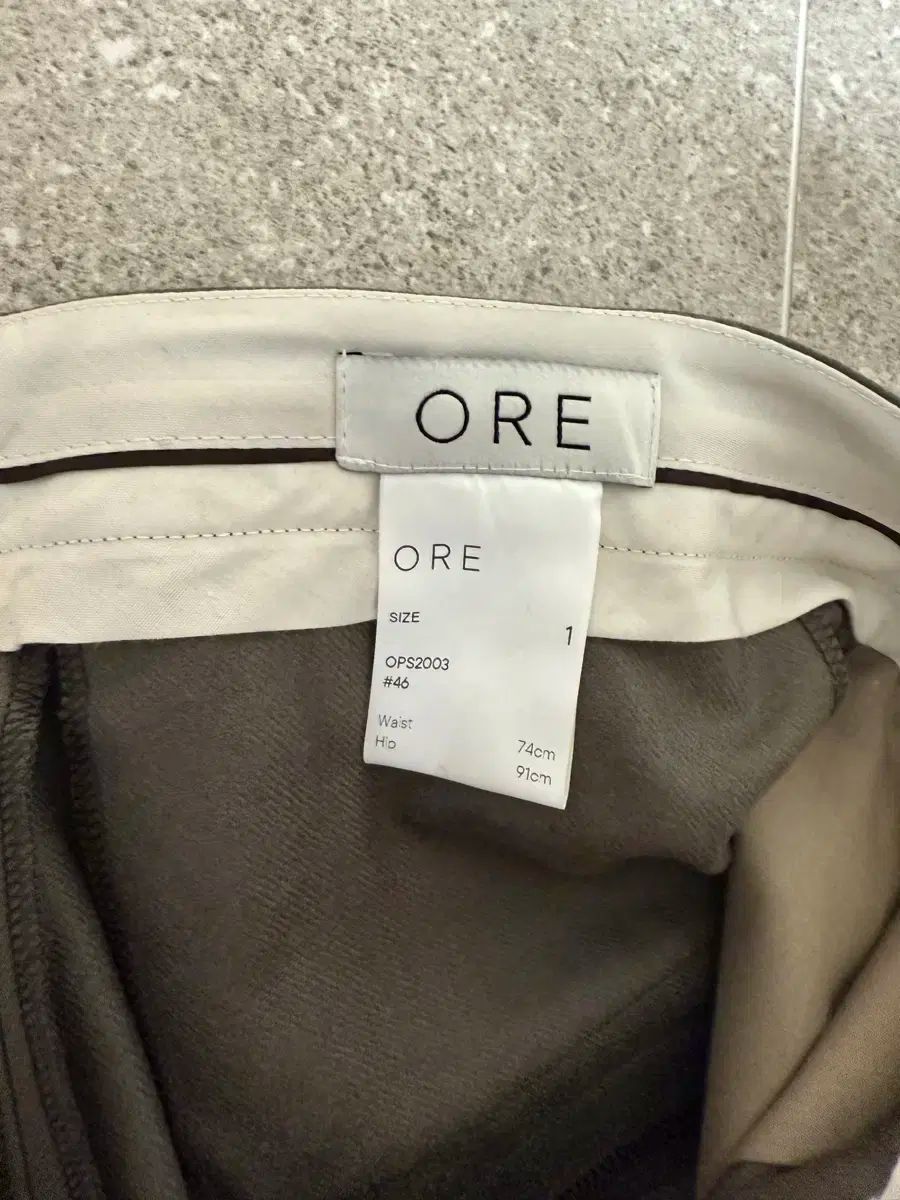 ORE
ORE
SIZE 1
OPS2003
#46
Waist 74cm
Hip 91cm